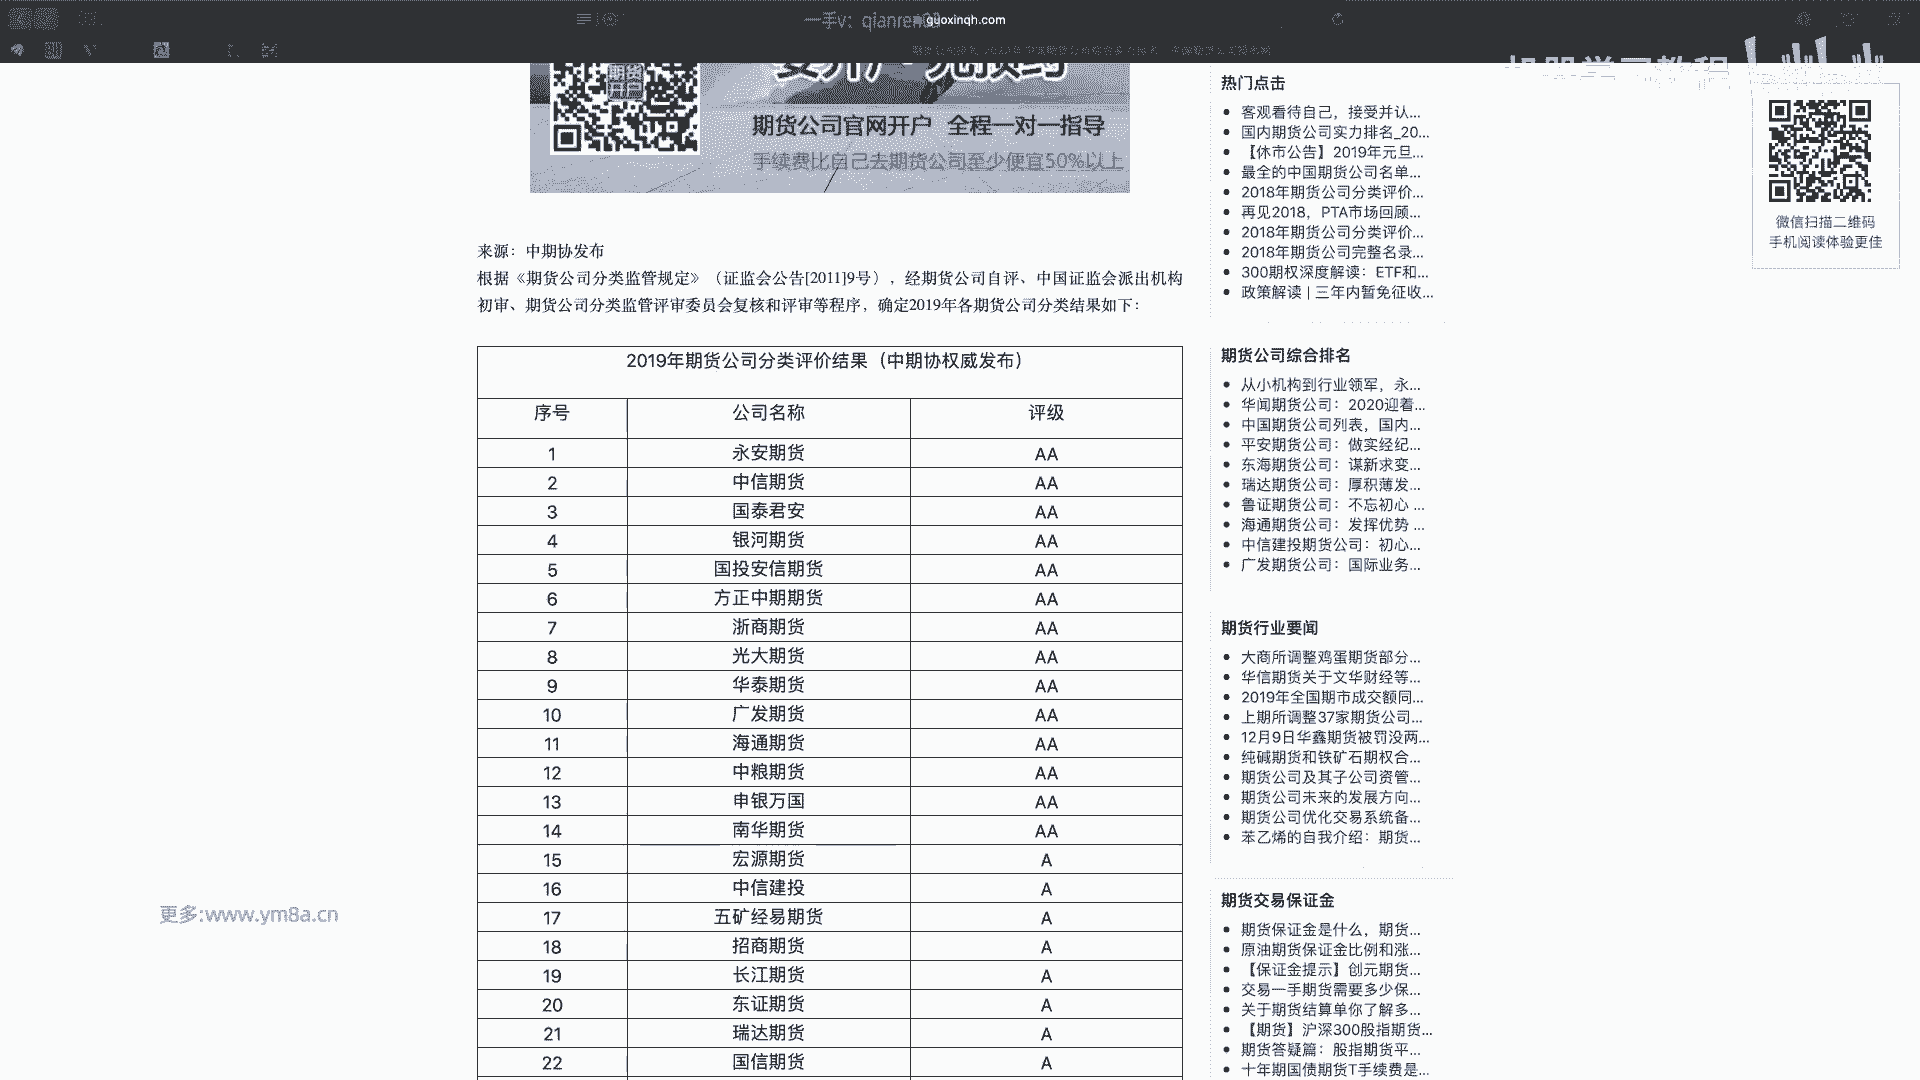 一手v：qianren
guoxinqh.com
机器学习教程
期货开户
要开户·先预约
期货公司官网开户 全程一对一指导
手续费比自己去期货公司至少便宜50%以上
来源：中期协发布
根据《期货公司分类监管规定》（证监会公告[2011]9号），经期货公司自评、中国证监会派出机构
初审、期货公司分类监管评审委员会复核和评审等程序，确定2019年各期货公司分类结果如下：
2019年期货公司分类评价结果（中期协权威发布）
序号 公司名称 评级
1 永安期货 AA
2 中信期货 AA
3 国泰君安 AA
4 银河期货 AA
5 国投安信期货 AA
6 方正中期期货 AA
7 浙商期货 AA
8 光大期货 AA
9 华泰期货 AA
10 广发期货 AA
11 海通期货 AA
12 中粮期货 AA
13 申银万国 AA
14 南华期货 AA
15 宏源期货 A
16 中信建投 A
17 五矿经易期货 A
18 招商期货 A
19 长江期货 A
20 东证期货 A
21 瑞达期货 A
22 国信期货 A
热门点击
客观看待自己，接受并认...
国内期货公司实力排名_20...
【休市公告】2019年元旦...
最全的中国期货公司名单...
2018年期货公司分类评价...
再见2018，PTA市场回顾...
2018年期货公司分类评价...
2018年期货公司完整名录...
300期权深度解读：ETF和...
政策解读 | 三年内暂免征收...
期货公司综合排名
从小机构到行业领军，永...
华闻期货公司：2020迎着...
中国期货公司列表，国内...
平安期货公司：做实经纪...
东海期货公司：谋新求变...
瑞达期货公司：厚积薄发...
鲁证期货公司：不忘初心 ...
海通期货公司：发挥优势 ...
中信建投期货公司：初心...
广发期货公司：国际业务...
期货行业要闻
大商所调整鸡蛋期货部分...
华信期货关于文华财经等...
2019年全国期市成交额同...
上期所调整37家期货公司...
12月9日华鑫期货被罚没两...
纯碱期货和铁矿石期权合...
期货公司及其子公司资管...
期货公司未来的发展方向...
期货公司优化交易系统备...
苯乙烯的自我介绍：期货...
期货交易保证金
期货保证金是什么，期货...
原油期货保证金比例和涨...
【保证金提示】创元期货...
交易一手期货需要多少保...
关于期货结算单你了解多...
【期货】沪深300股指期货...
期货答疑篇：股指期货平...
十年期国债期货T手续费是...
微信扫描二维码
手机阅读体验更佳
更多:www.ym8a.cn